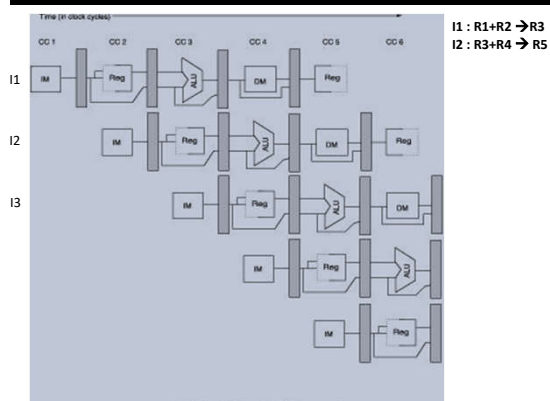 Time (in clock cycles)
I1 : R1+R2 →R3
I2 : R3+R4 → R5
CC 1 CC 2 CC 3 CC 4 CC 5 CC 6
I1 IM Reg ALU DM Reg
I2 IM Reg ALU DM Reg
I3 IM Reg ALU DM
IM Reg ALU
IM Reg